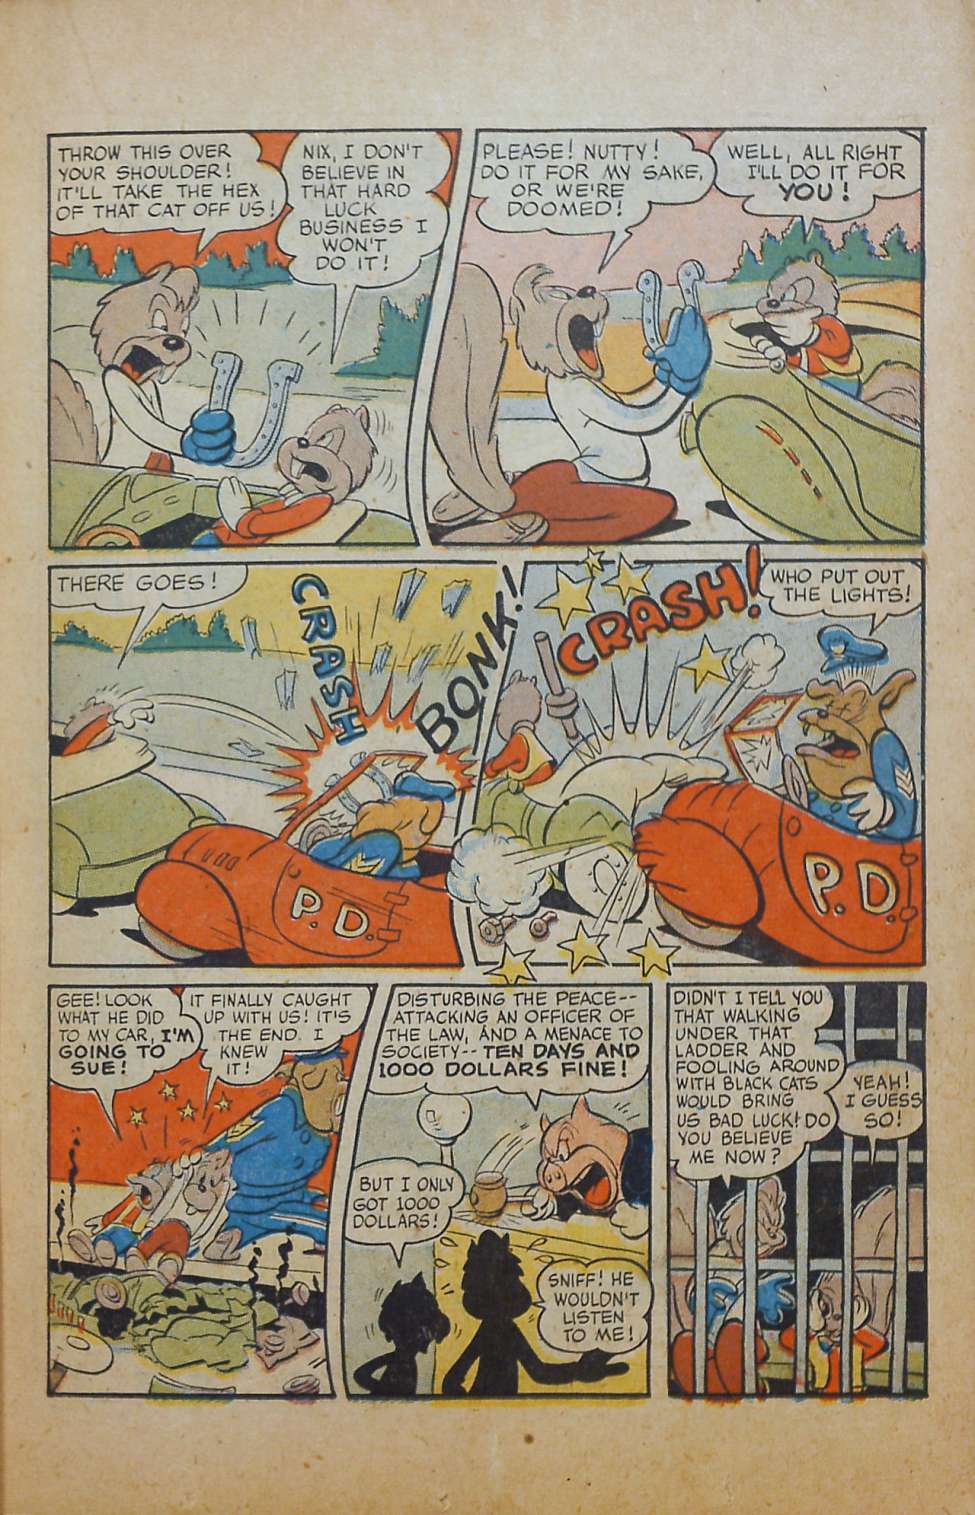 THROW THIS OVER
YOUR SHOULDER!
IT'LL TAKE THE HEX
OF THAT CAT OFF US!
NIX, I DON'T
BELIEVE IN
THAT HARD
LUCK
BUSINESS I
WON'T
DO IT!
PLEASE! NUTTY!
DO IT FOR MY SAKE,
OR WE'RE
DOOMED!
WELL, ALL RIGHT
I'LL DO IT FOR
YOU!
THERE GOES!
CRASH
BONK!
P.D.
CRASH!
WHO PUT OUT
THE LIGHTS!
P.D.
GEE! LOOK
WHAT HE DID
TO MY CAR, I'M
GOING TO
SUE!
IT FINALLY CAUGHT
UP WITH US! IT'S
THE END. I
KNEW
IT!
DISTURBING THE PEACE--
ATTACKING AN OFFICER OF
THE LAW, AND A MENACE TO
SOCIETY-- TEN DAYS AND
1000 DOLLARS FINE!
BUT I ONLY
GOT 1000
DOLLARS!
SNIFF! HE
WOULDN'T
LISTEN
TO ME!
DIDN'T I TELL YOU
THAT WALKING
UNDER THAT
LADDER AND
FOOLING AROUND
WITH BLACK CATS
WOULD BRING
US BAD LUCK! DO
YOU BELIEVE
ME NOW?
YEAH!
I GUESS
SO!